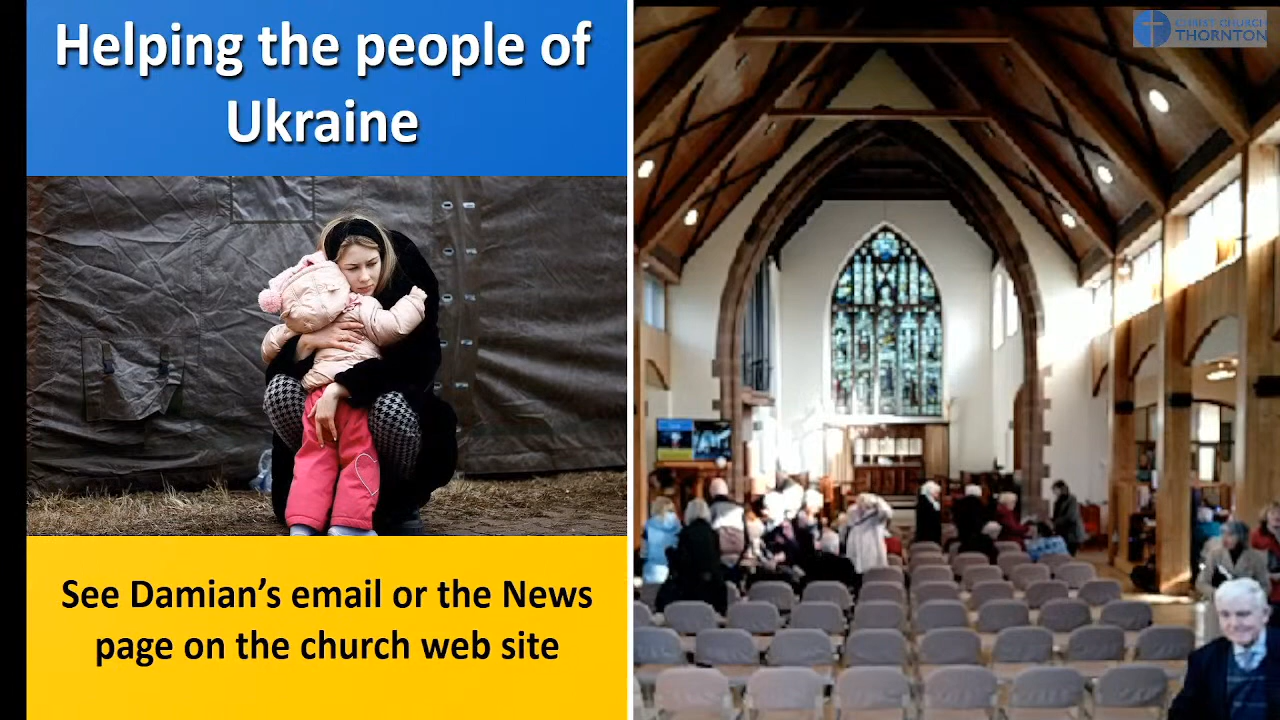 Helping the people of
Ukraine
See Damian's email or the News
page on the church web site
CHRIST CHURCH
THORNTON